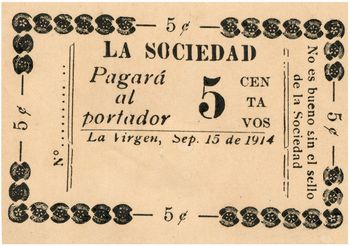 — 5¢ —
LA SOCIEDAD
Pagará
al
portador
5
CEN
TA
VOS
La Virgen, Sep. 15 de 1914
Nº
No es bueno sin el sello
de la Sociedad
— 5¢ —
— 5¢ —
— 5¢ —